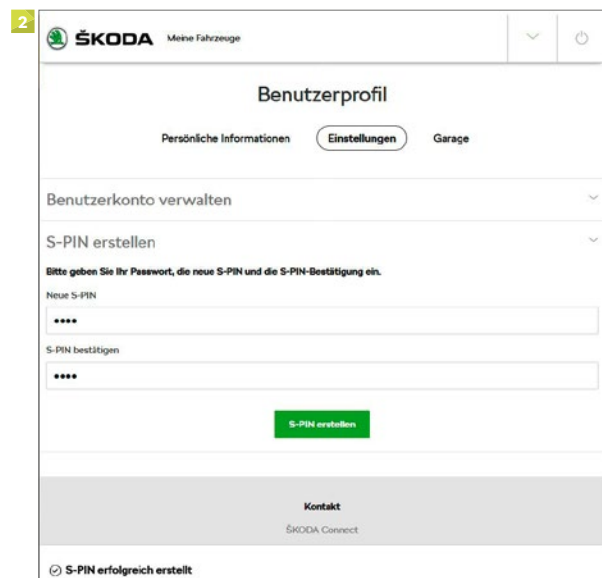 2
ŠKODA Meine Fahrzeuge
Benutzerprofil
Persönliche Informationen Einstellungen Garage
Benutzerkonto verwalten
S-PIN erstellen
Bitte geben Sie Ihr Passwort, die neue S-PIN und die S-PIN-Bestätigung ein.
Neue S-PIN
••••
S-PIN bestätigen
••••
S-PIN erstellen
Kontakt
ŠKODA Connect
S-PIN erfolgreich erstellt